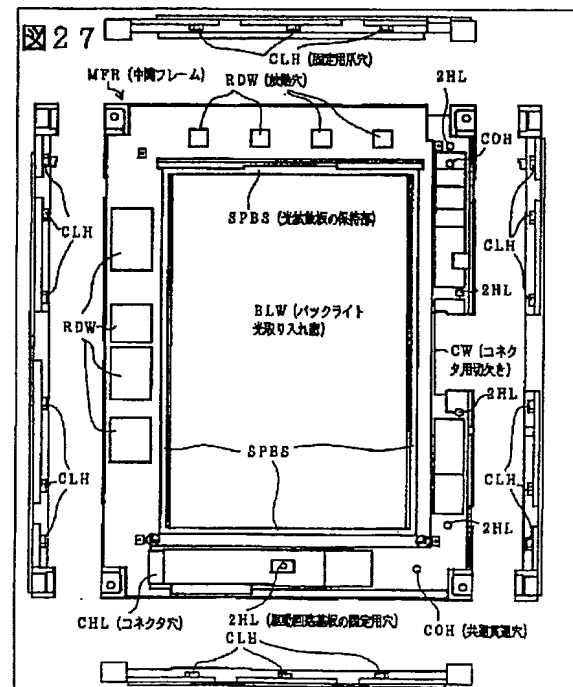 図27
CLH (固定用爪穴)
MFR (中間フレーム)
RDW (放熱穴)
2HL
COH
SPBS (光拡散板の保持部)
CLH
CLH
2HL
RDW
BLW (バックライト
光取り入れ窓)
CW (コネク
タ用切欠き)
2HL
SPBS
CLH
CLH
2HL
CHL (コネクタ穴)
2HL (駆動回路基板の固定用穴)
COH (共通貫通穴)
CLH